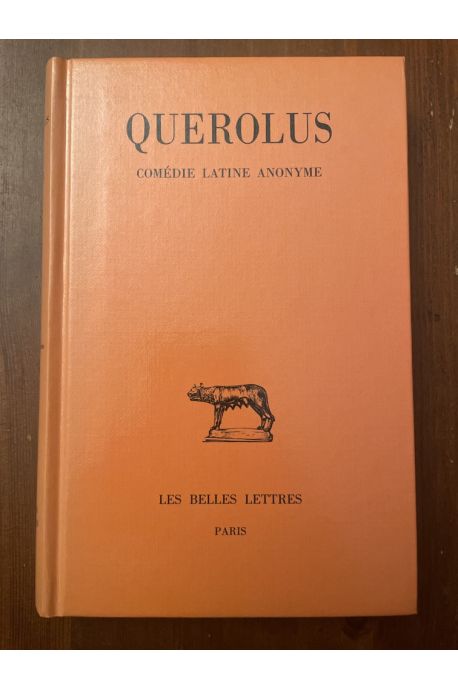 QUEROLUS
COMÉDIE LATINE ANONYME
LES BELLES LETTRES
PARIS